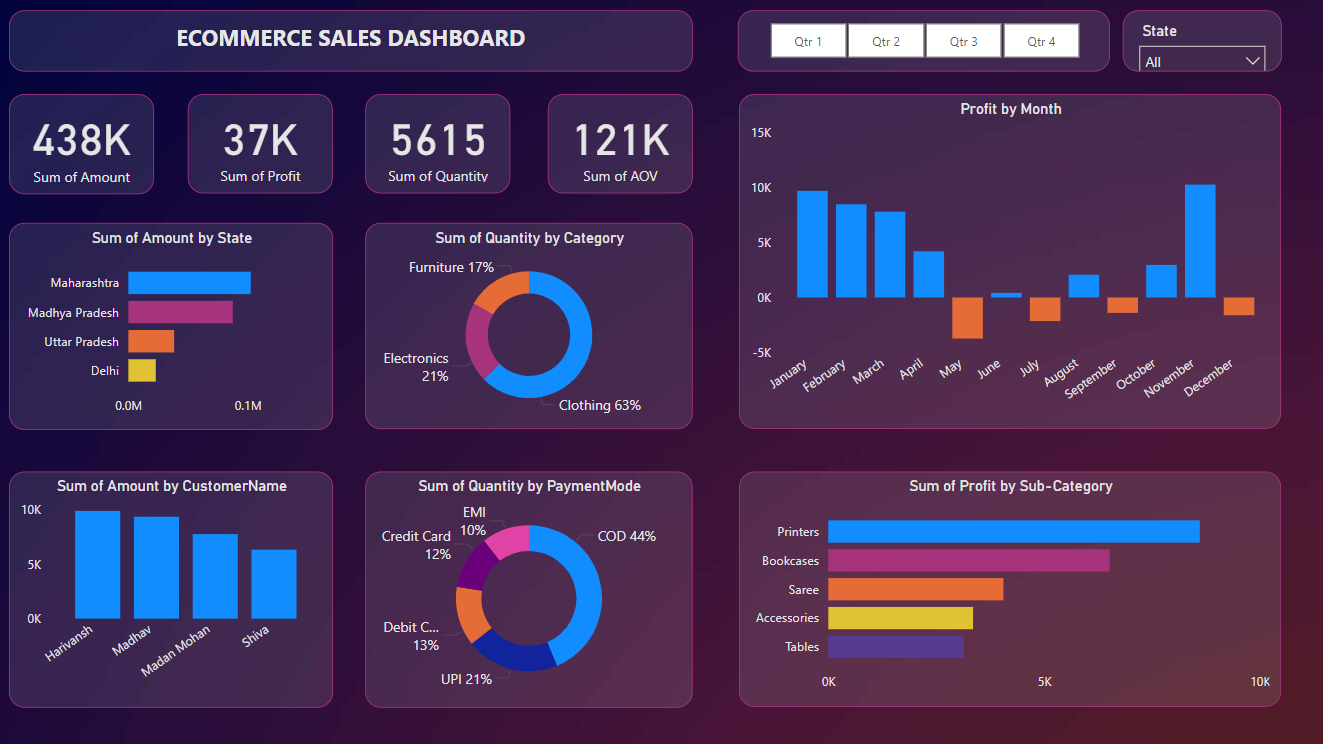 ECOMMERCE SALES DASHBOARD
Qtr 1
Qtr 2
Qtr 3
Qtr 4
State
All
438K
Sum of Amount
37K
Sum of Profit
5615
Sum of Quantity
121K
Sum of AOV
Profit by Month
15K
10K
5K
0K
-5K
January
February
March
April
May
June
July
August
September
October
November
December
Sum of Amount by State
Maharashtra
Madhya Pradesh
Uttar Pradesh
Delhi
0.0M
0.1M
Sum of Quantity by Category
Furniture 17%
Electronics
21%
Clothing 63%
Sum of Amount by CustomerName
10K
5K
0K
Harivansh
Madhav
Madan Mohan
Shiva
Sum of Quantity by PaymentMode
EMI
10%
Credit Card
12%
COD 44%
Debit C...
13%
UPI 21%
Sum of Profit by Sub-Category
Printers
Bookcases
Saree
Accessories
Tables
0K
5K
10K